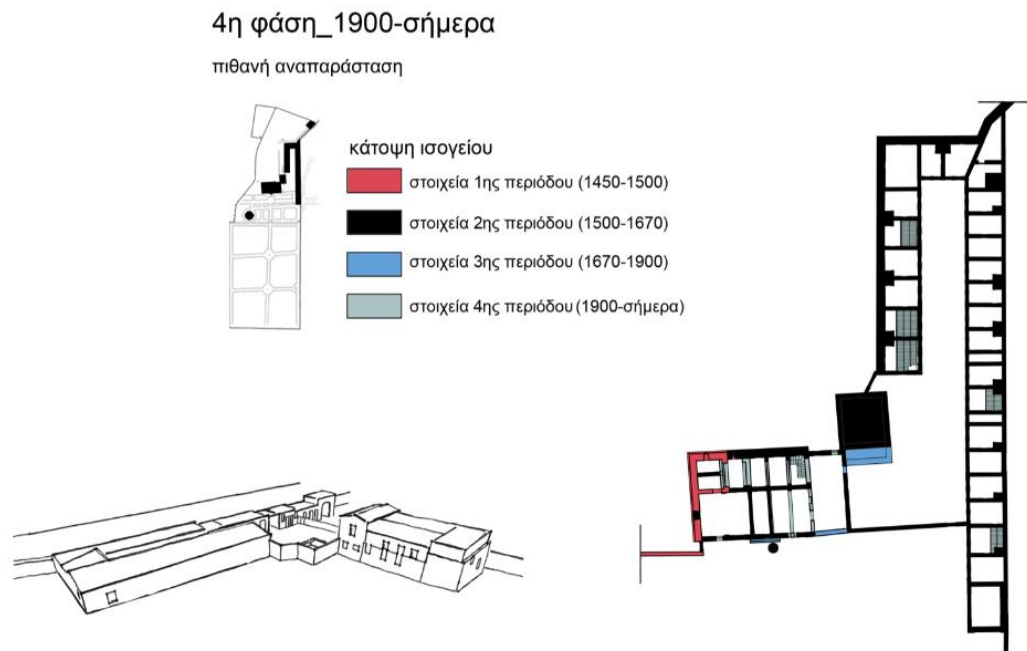 4η φάση_1900-σήμερα
πιθανή αναπαράσταση
κάτοψη ισογείου
στοιχεία 1ης περιόδου (1450-1500)
στοιχεία 2ης περιόδου (1500-1670)
στοιχεία 3ης περιόδου (1670-1900)
στοιχεία 4ης περιόδου (1900-σήμερα)